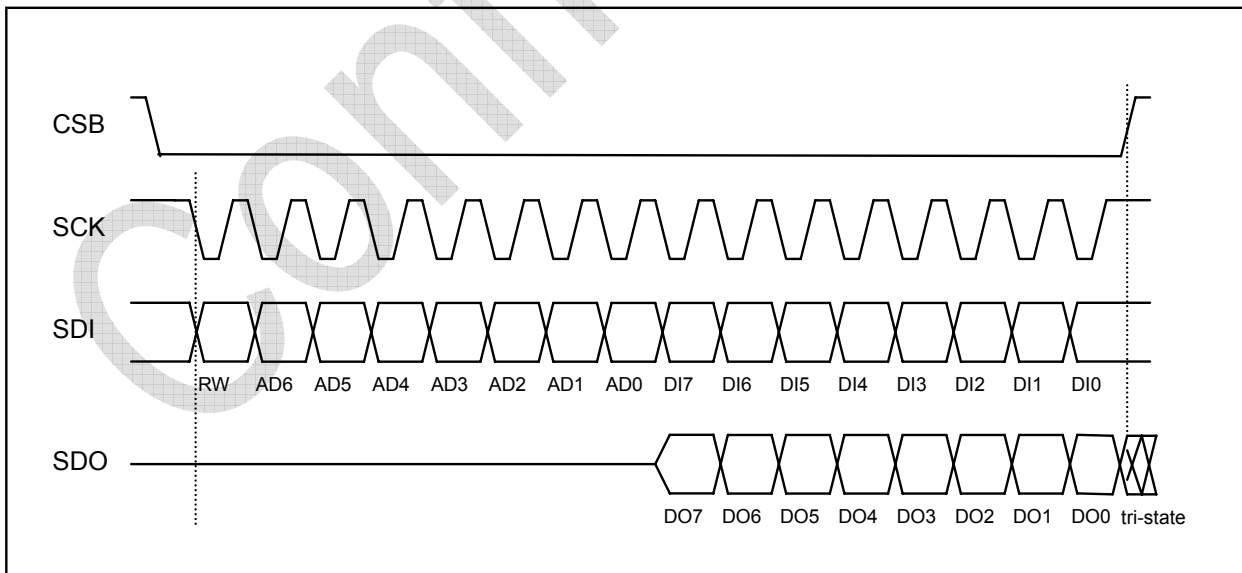 CSB
SCK
SDI
RW AD6 AD5 AD4 AD3 AD2 AD1 AD0 DI7 DI6 DI5 DI4 DI3 DI2 DI1 DI0
SDO
DO7 DO6 DO5 DO4 DO3 DO2 DO1 DO0 tri-state